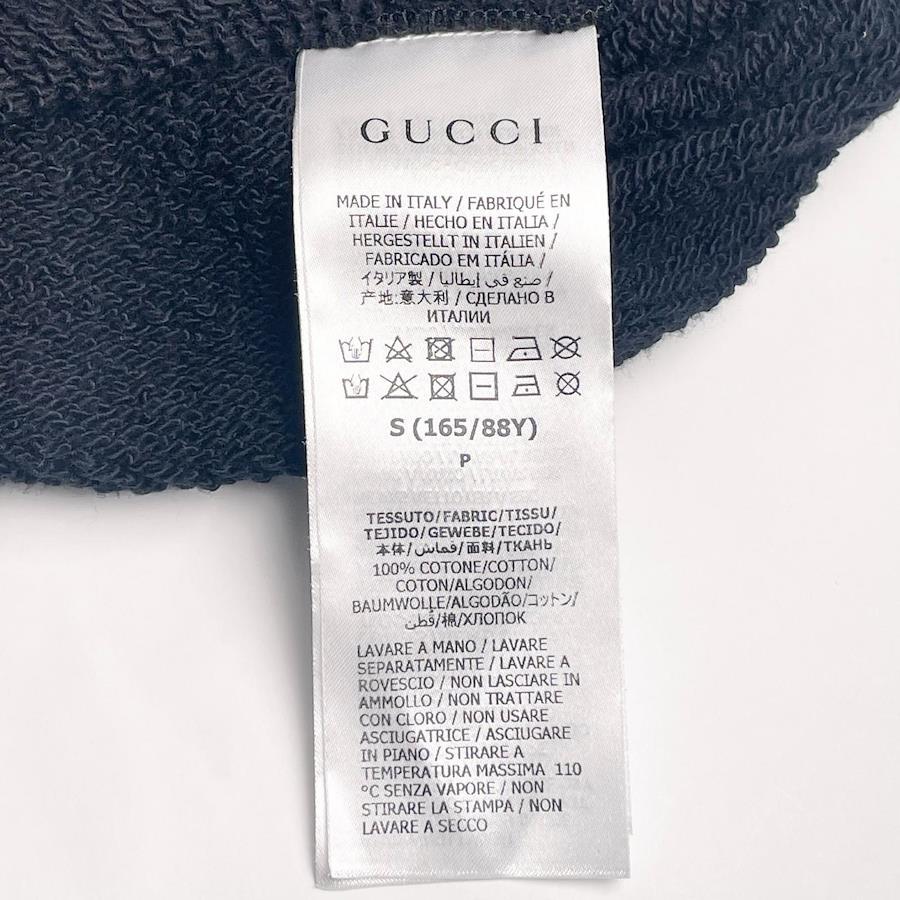 GUCCI
MADE IN ITALY / FABRIQUÉ EN
ITALIE / HECHO EN ITALIA /
HERGESTELLT IN ITALIEN /
FABRICADO EM ITÁLIA /
イタリア製 / صنع في إيطاليا /
产地:意大利 / СДЕЛАНО В
ИТАЛИИ
S (165/88Y)
P
TESSUTO/FABRIC/TISSU/
TEJIDO/GEWEBE/TECIDO/
本体/قماش/面料/ТКАНЬ
100% COTONE/COTTON/
COTON/ALGODON/
BAUMWOLLE/ALGODÃO/コットン/
قُطن/棉/ХЛОПОК
LAVARE A MANO / LAVARE
SEPARATAMENTE / LAVARE A
ROVESCIO / NON LASCIARE IN
AMMOLLO / NON TRATTARE
CON CLORO / NON USARE
ASCIUGATRICE / ASCIUGARE
IN PIANO / STIRARE A
TEMPERATURA MASSIMA 110
°C SENZA VAPORE / NON
STIRARE LA STAMPA / NON
LAVARE A SECCO